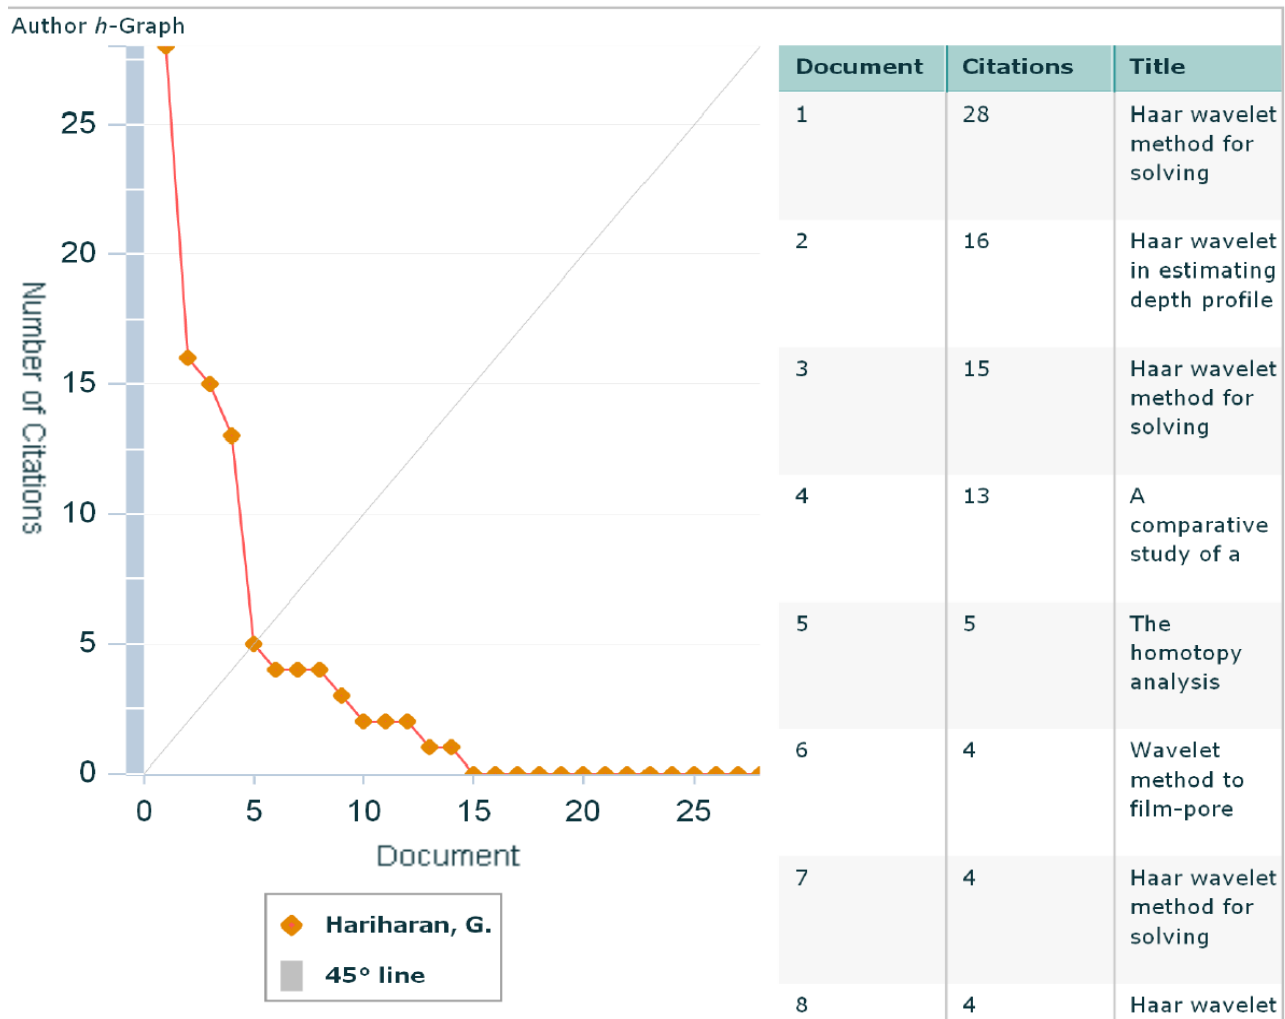 Author h-Graph
25
20
15
10
5
0
Number of Citations
0 5 10 15 20 25
Document
Hariharan, G.
45° line
Document Citations Title
1 28 Haar wavelet
method for
solving
2 16 Haar wavelet
in estimating
depth profile
3 15 Haar wavelet
method for
solving
4 13 A
comparative
study of a
5 5 The
homotopy
analysis
6 4 Wavelet
method to
film-pore
7 4 Haar wavelet
method for
solving
8 4 Haar wavelet